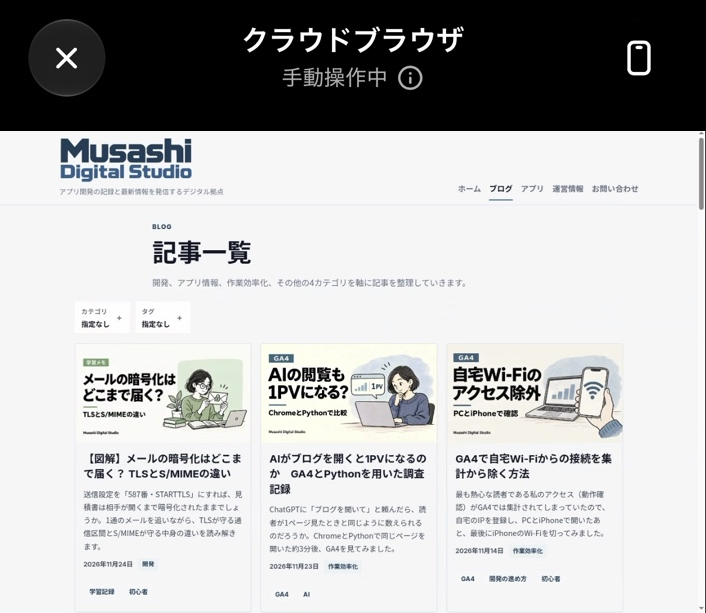 クラウドブラウザ
手動操作中
Musashi
Digital Studio
アプリ開発の記録と最新情報を発信するデジタル拠点
ホーム ブログ アプリ 運営情報 お問い合わせ
BLOG
記事一覧
開発、アプリ情報、作業効率化、その他の4カテゴリを軸に記事を整理していきます。
カテゴリ
指定なし +
タグ
指定なし +
学習メモ
メールの暗号化は
どこまで届く?
TLSとS/MIMEの違い
Musashi Digital Studio
【図解】メールの暗号化はどこま
で届く? TLSとS/MIMEの違い
送信設定を「587番・STARTTLS」にすれば、見
積書は相手が開くまで暗号化されたままでしょ
うか。1通のメールを追いながら、TLSが守る通
信区間とS/MIMEが守る中身の違いを読み解き
ます。
2026年11月24日 開発
学習記録 初心者
GA4
AIの閲覧も
1PVになる?
1PV
ChromeとPythonで比較
Musashi Digital Studio
AIがブログを開くと1PVになるの
か GA4とPythonを用いた調査
記録
ChatGPTに「ブログを開いて」と頼んだら、読
者が1ページ見たときと同じように数えられる
のだろうか。ChromeとPythonで同じページを
開いた約3分後、GA4を見てみました。
2026年11月23日 作業効率化
GA4 AI
GA4
自宅Wi-Fiの
アクセス除外
PCとiPhoneで確認
Musashi Digital Studio
GA4で自宅Wi-Fiからの接続を集
計から除く方法
最も熱心な読者である私のアクセス（動作確
認）がGA4では集計されてしまっていたので、
自宅のIPを登録し、PCとiPhoneで開いたあ
と、最後にiPhoneのWi-Fiを切ってみました。
2026年11月14日 作業効率化
GA4 開発の進め方 初心者